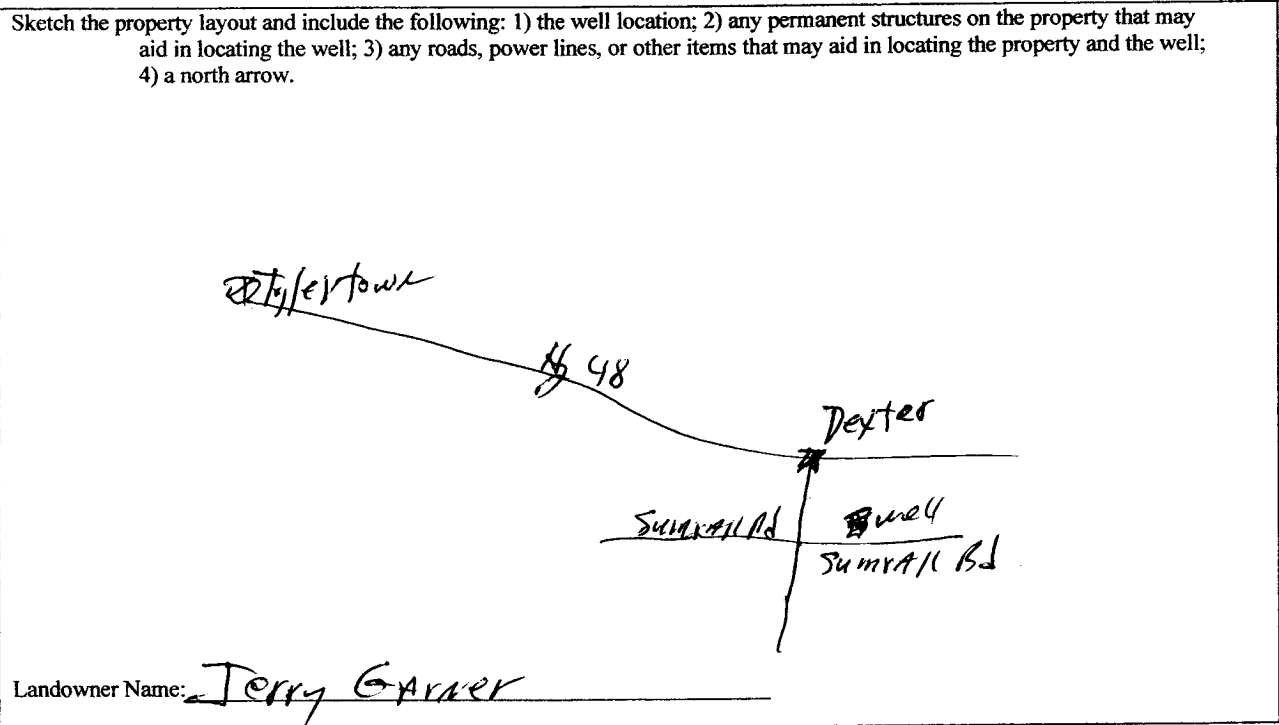 Sketch the property layout and include the following: 1) the well location; 2) any permanent structures on the property that may
aid in locating the well; 3) any roads, power lines, or other items that may aid in locating the property and the well;
4) a north arrow.
Tylertown
Hy 48
Dexter
Sumrall Rd
well
SumrAll Rd
Landowner Name: Jerry GArner